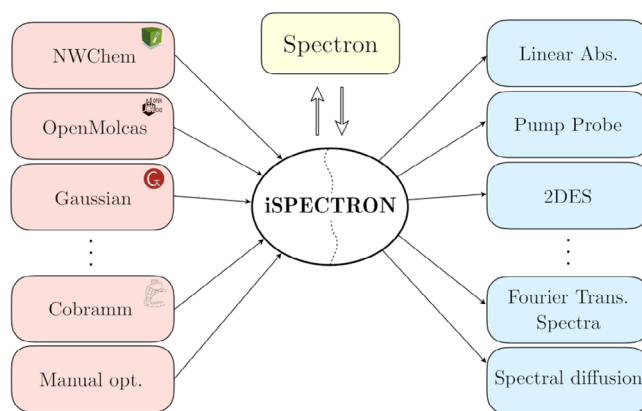 NWChem
OpenMolcas
Gaussian
Cobramm
Manual opt.
Spectron
iSPECTRON
Linear Abs.
Pump Probe
2DES
Fourier Trans.
Spectra
Spectral diffusion